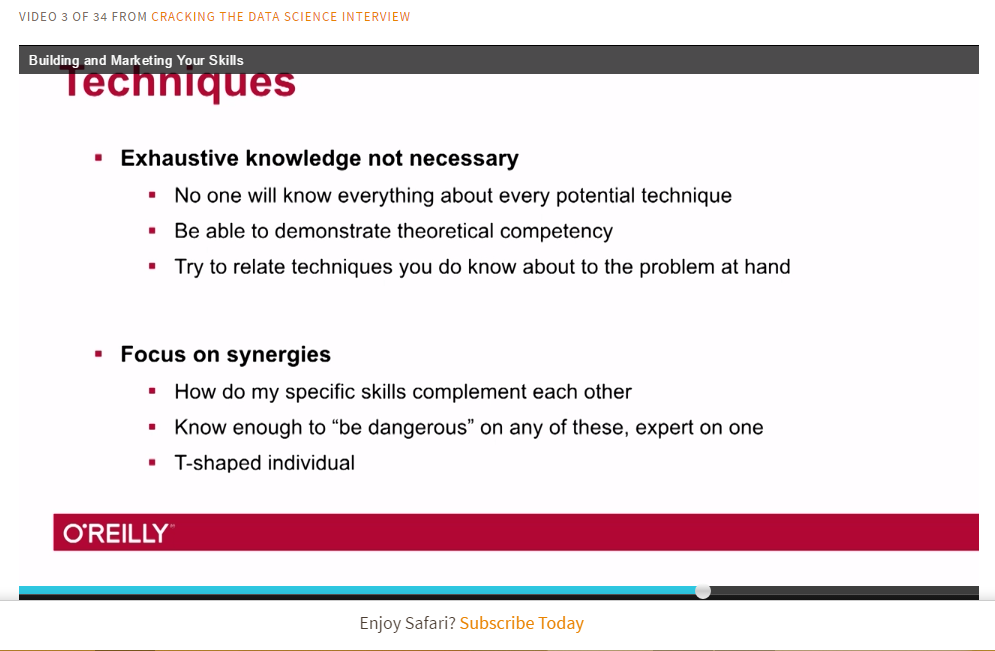 VIDEO 3 OF 34 FROM CRACKING THE DATA SCIENCE INTERVIEW
Building and Marketing Your Skills
Techniques
▪ Exhaustive knowledge not necessary
▪ No one will know everything about every potential technique
▪ Be able to demonstrate theoretical competency
▪ Try to relate techniques you do know about to the problem at hand
▪ Focus on synergies
▪ How do my specific skills complement each other
▪ Know enough to “be dangerous” on any of these, expert on one
▪ T-shaped individual
O'REILLY™
Enjoy Safari? Subscribe Today